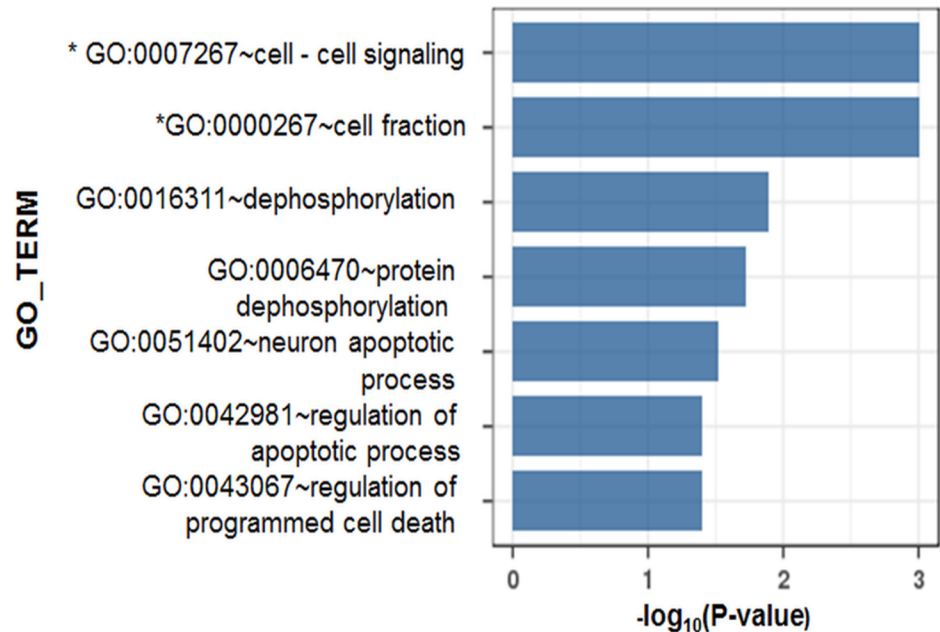 * GO:0007267~cell - cell signaling
*GO:0000267~cell fraction
GO:0016311~dephosphorylation
GO:0006470~protein
dephosphorylation
GO:0051402~neuron apoptotic
process
GO:0042981~regulation of
apoptotic process
GO:0043067~regulation of
programmed cell death
GO_TERM
0 1 2 3
-log₁₀(P-value)